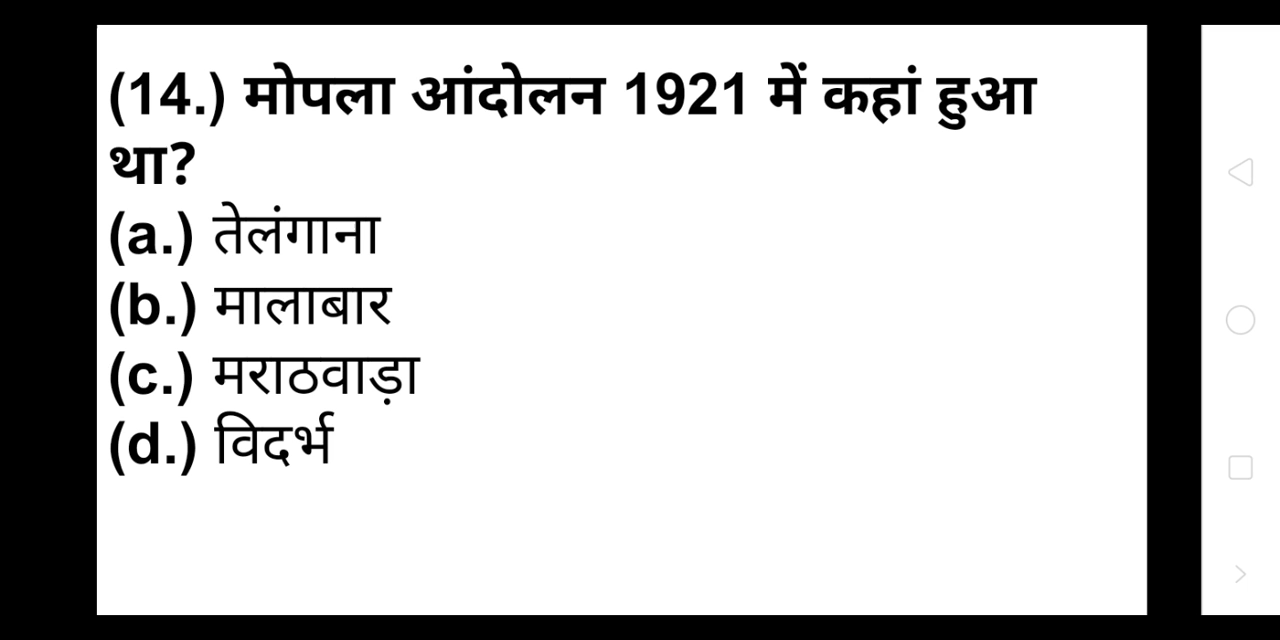 (14.) मोपला आंदोलन 1921 में कहां हुआ
था?
(a.) तेलंगाना
(b.) मालाबार
(c.) मराठवाड़ा
(d.) विदर्भ